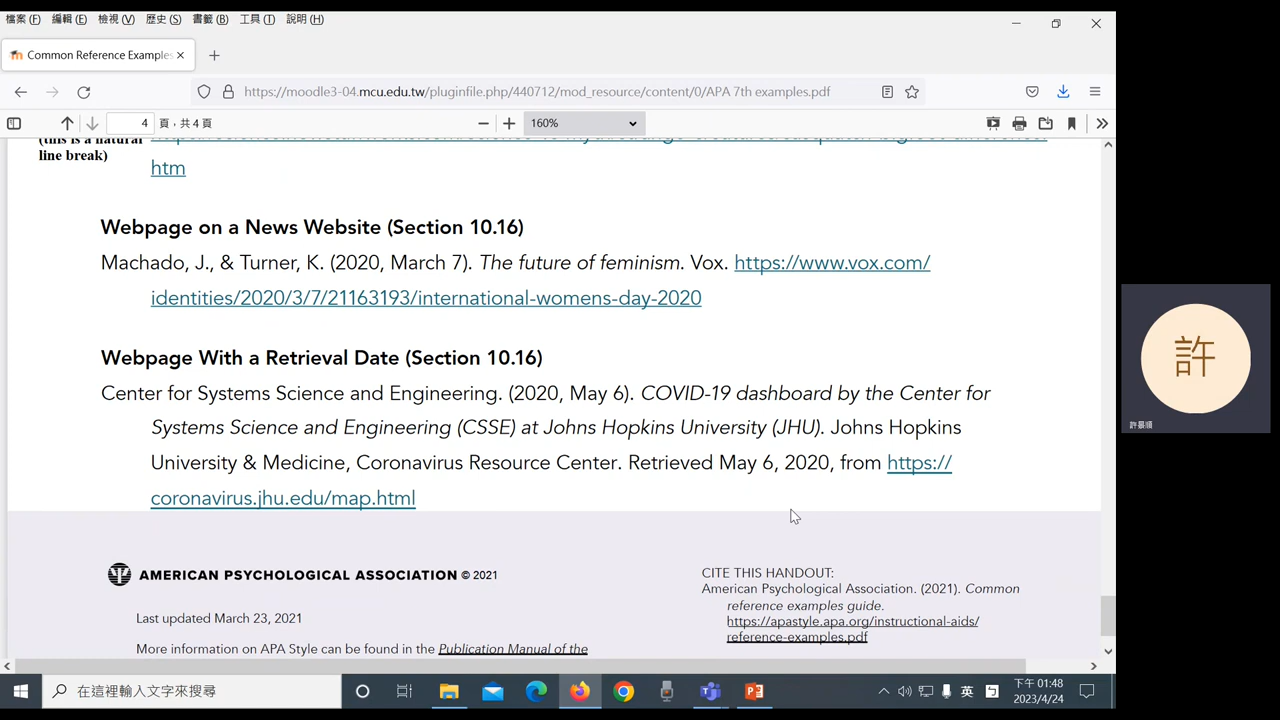 檔案 (F) 編輯 (E) 檢視 (V) 歷史 (S) 書籤 (B) 工具 (T) 說明 (H)
Common Reference Examples
https://moodle3-04.mcu.edu.tw/pluginfile.php/440712/mod_resource/content/0/APA 7th examples.pdf
4 頁，共 4 頁
160%
(this is a natural
line break)
htm
Webpage on a News Website (Section 10.16)
Machado, J., & Turner, K. (2020, March 7). The future of feminism. Vox. https://www.vox.com/
identities/2020/3/7/21163193/international-womens-day-2020
Webpage With a Retrieval Date (Section 10.16)
Center for Systems Science and Engineering. (2020, May 6). COVID-19 dashboard by the Center for
Systems Science and Engineering (CSSE) at Johns Hopkins University (JHU). Johns Hopkins
University & Medicine, Coronavirus Resource Center. Retrieved May 6, 2020, from https://
coronavirus.jhu.edu/map.html
AMERICAN PSYCHOLOGICAL ASSOCIATION © 2021
Last updated March 23, 2021
More information on APA Style can be found in the Publication Manual of the
CITE THIS HANDOUT:
American Psychological Association. (2021). Common
reference examples guide.
https://apastyle.apa.org/instructional-aids/
reference-examples.pdf
許
許景順
在這裡輸入文字來搜尋
英
下午 01:48
2023/4/24